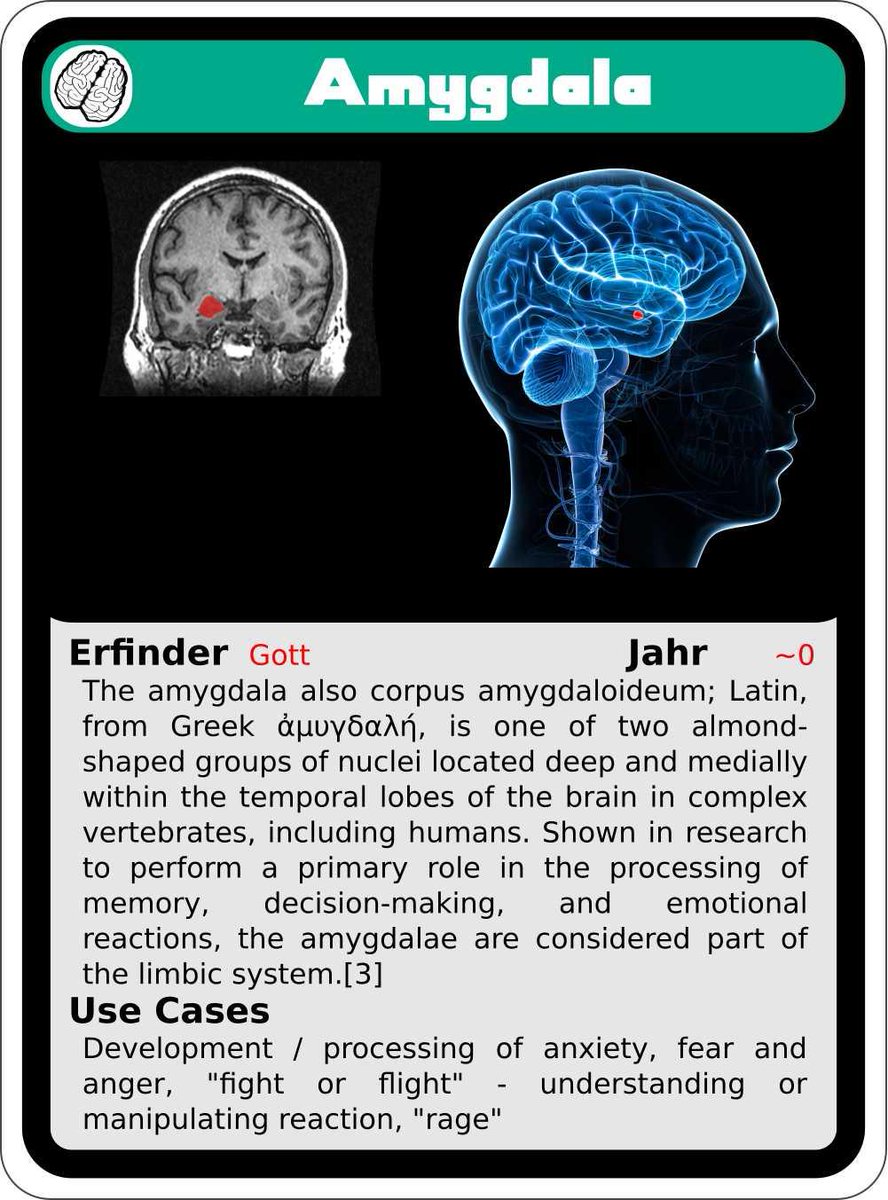 Amygdala
Erfinder Gott Jahr ~0
The amygdala also corpus amygdaloideum; Latin,
from Greek ἀμυγδαλή, is one of two almond-
shaped groups of nuclei located deep and medially
within the temporal lobes of the brain in complex
vertebrates, including humans. Shown in research
to perform a primary role in the processing of
memory, decision-making, and emotional
reactions, the amygdalae are considered part of
the limbic system.[3]
Use Cases
Development / processing of anxiety, fear and
anger, "fight or flight" - understanding or
manipulating reaction, "rage"